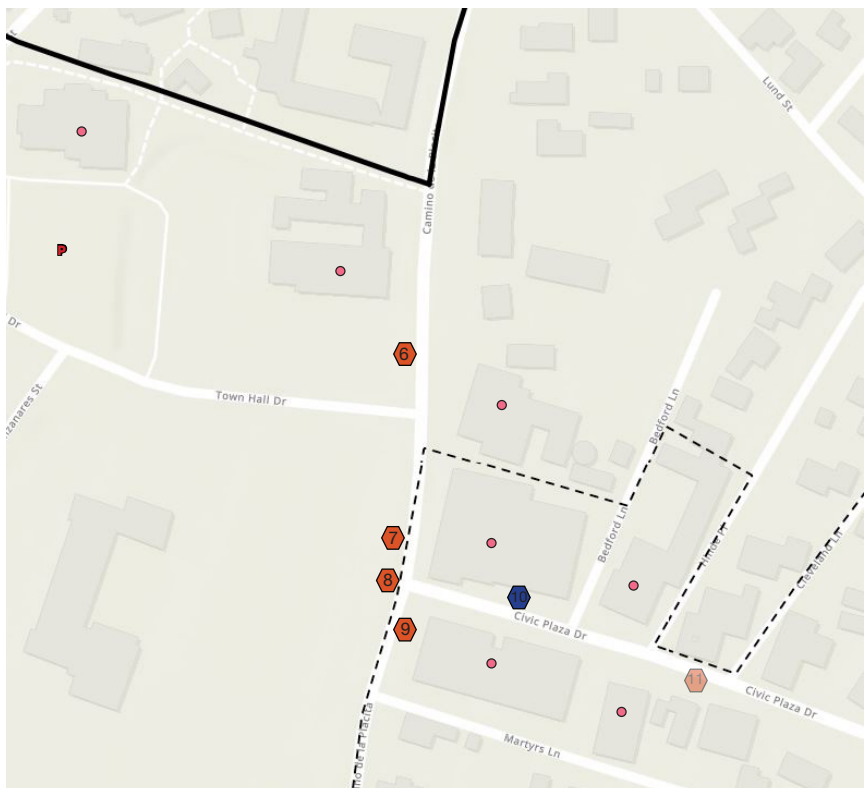 Lund St
Camino de la Placita
P
Dr
6
Town Hall Dr
Bedford Ln
7
Bedford Ln
8
10
Civic Plaza Dr
9
11
Civic Plaza Dr
Cleveland Ln
Martyrs Ln